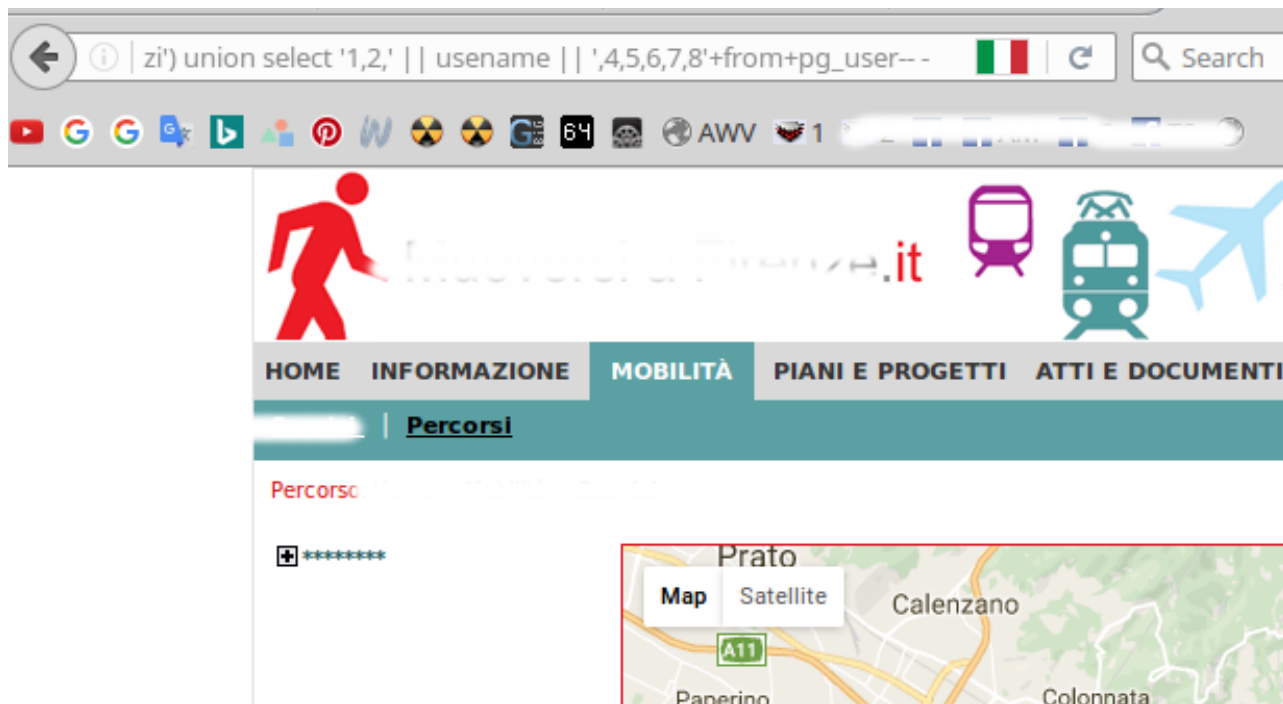 zi') union select '1,2,' || usename || ',4,5,6,7,8'+from+pg_user-- -
Search
G 64 AWV 1
.it
HOME INFORMAZIONE MOBILITÀ PIANI E PROGETTI ATTI E DOCUMENTI
Percorsi
Percorso
********
Prato
Map Satellite
Calenzano
A11
Paperino
Colonnata